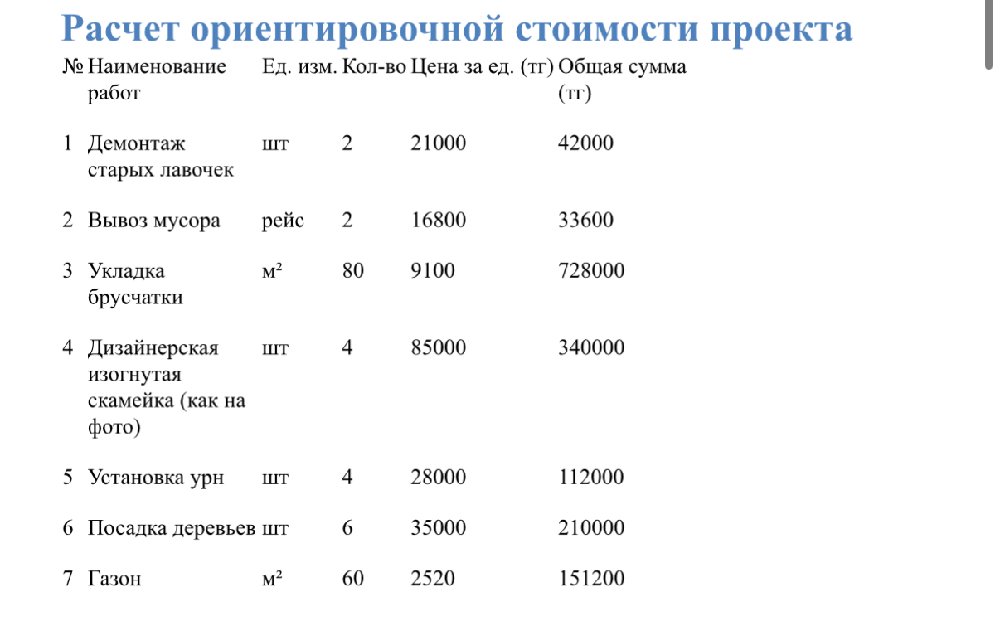 Расчет ориентировочной стоимости проекта
№ Наименование работ Ед. изм. Кол-во Цена за ед. (тг) Общая сумма (тг)
1 Демонтаж старых лавочек шт 2 21000 42000
2 Вывоз мусора рейс 2 16800 33600
3 Укладка брусчатки м² 80 9100 728000
4 Дизайнерская изогнутая скамейка (как на фото) шт 4 85000 340000
5 Установка урн шт 4 28000 112000
6 Посадка деревьев шт 6 35000 210000
7 Газон м² 60 2520 151200